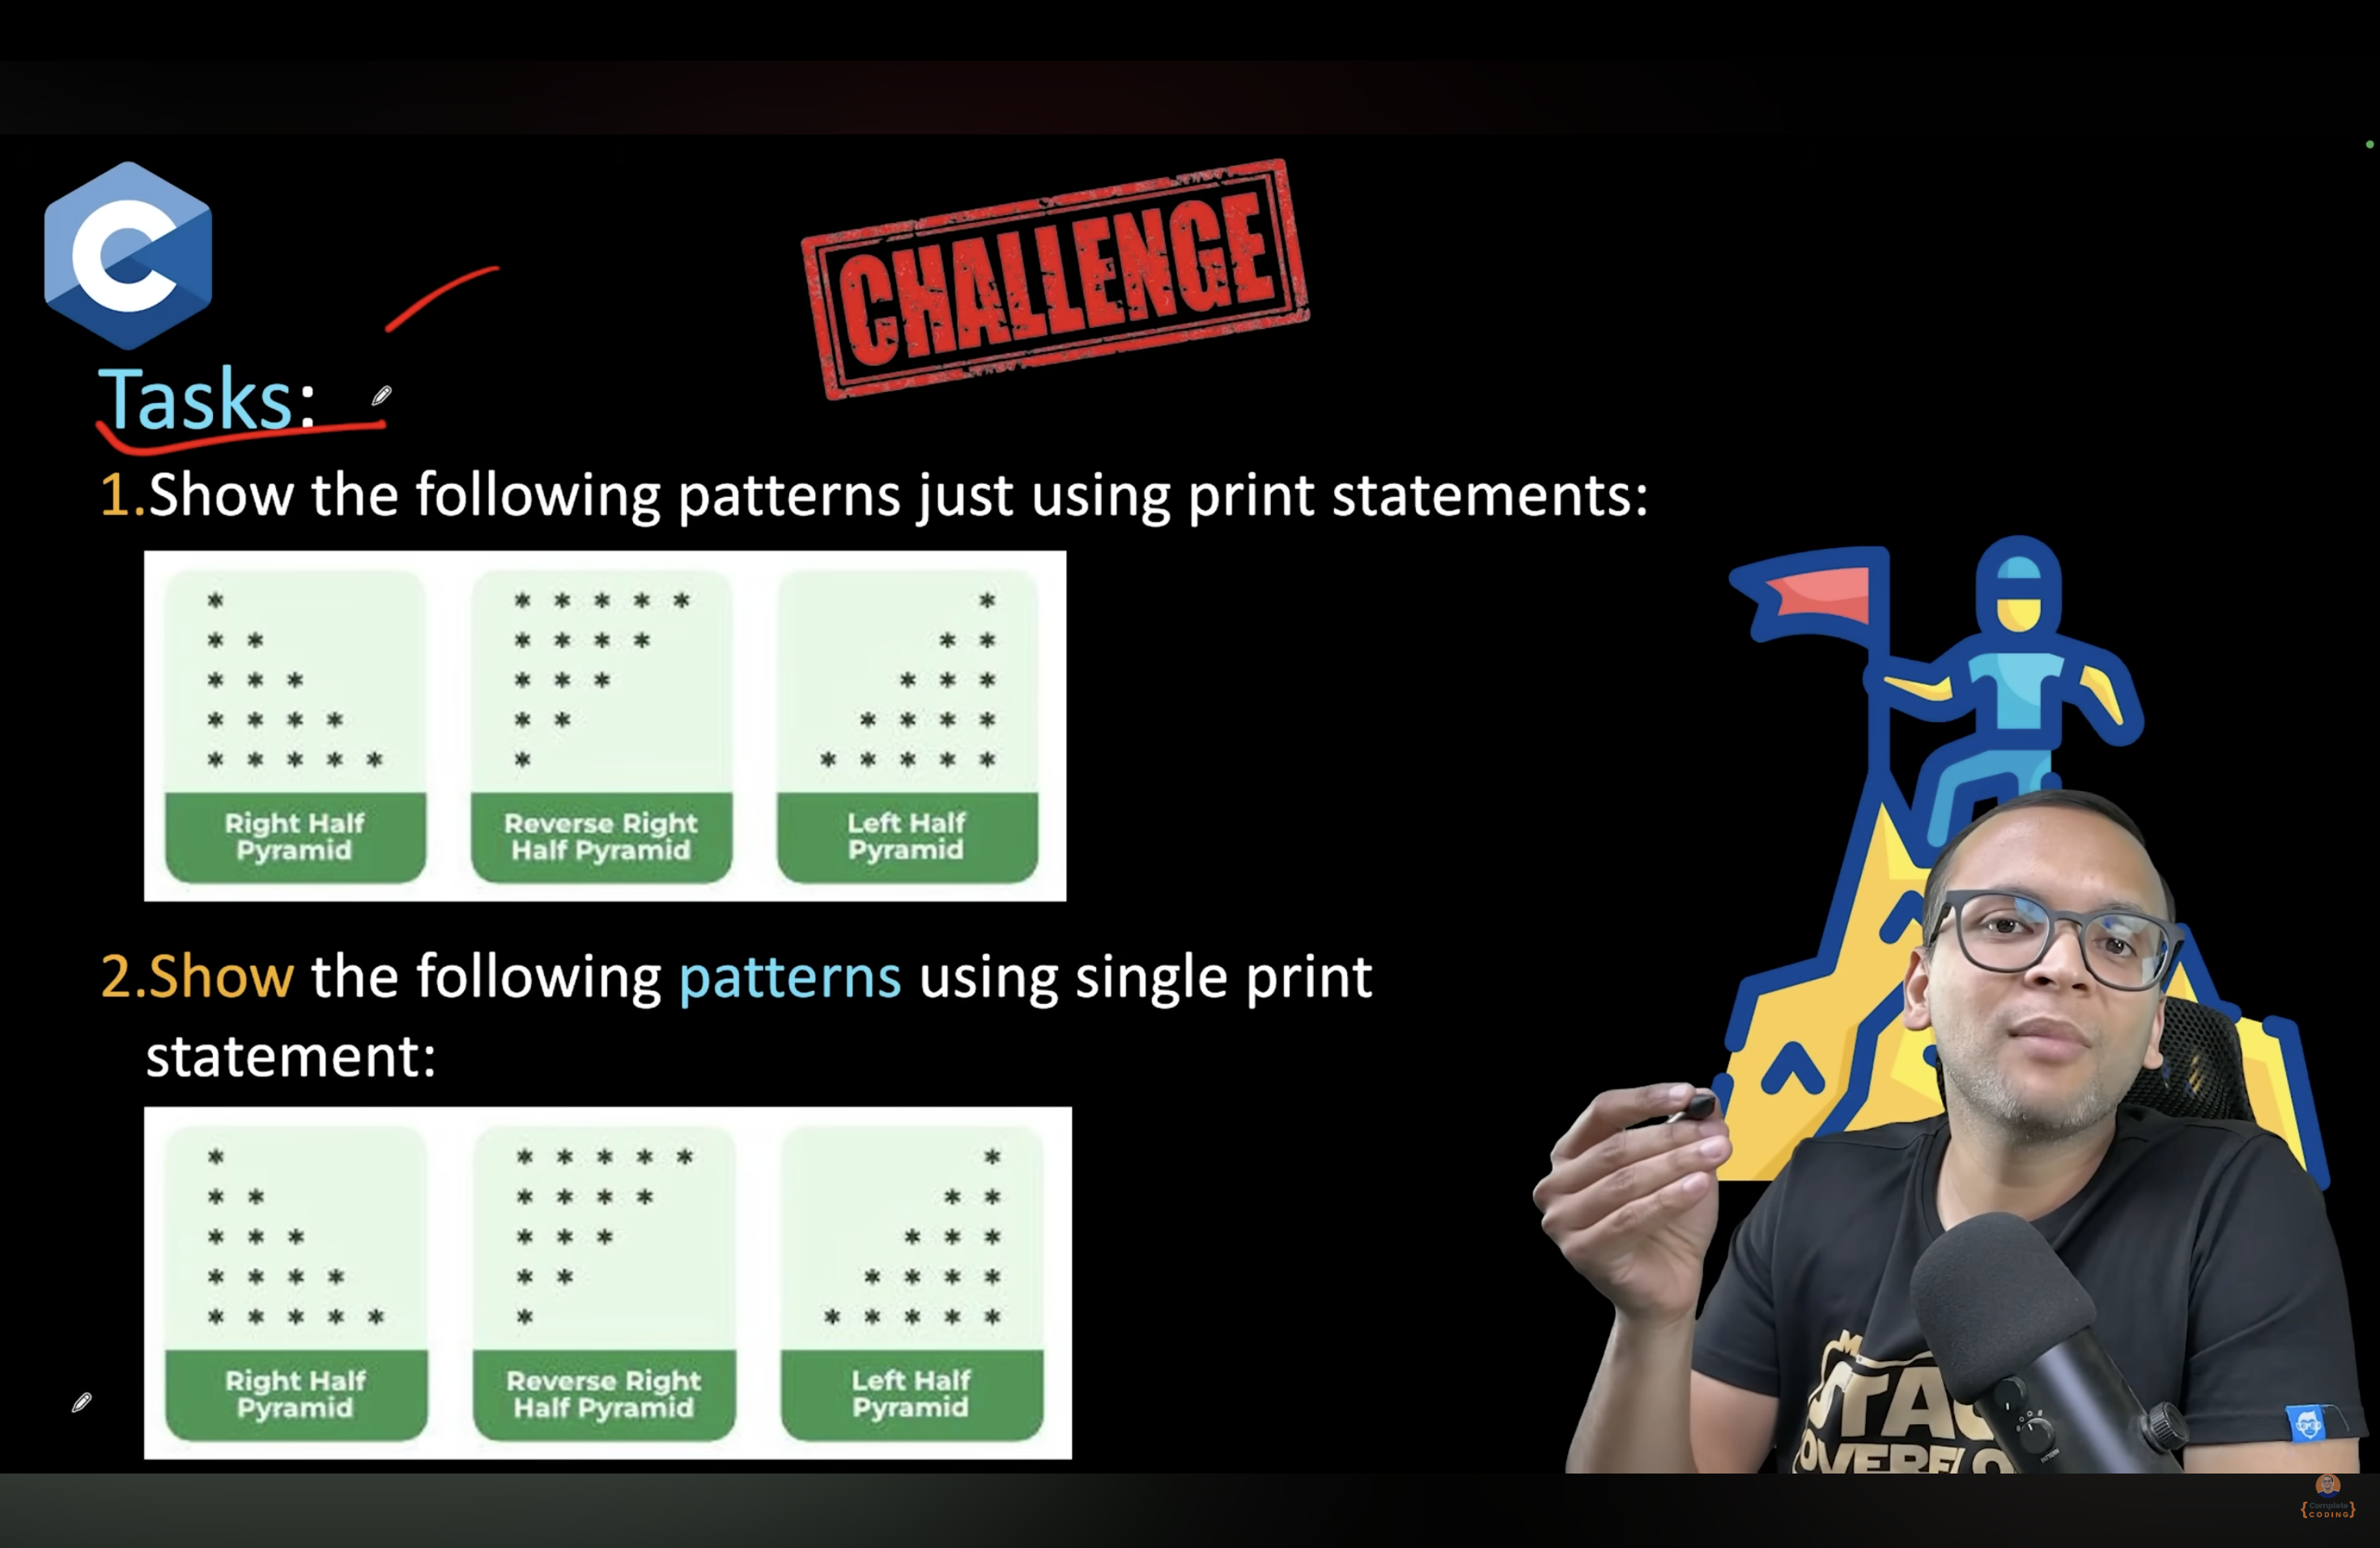 CHALLENGE
Tasks:
1.Show the following patterns just using print statements:
*
* *
* * *
* * * *
* * * * *
Right Half
Pyramid
* * * * *
* * * *
* * *
* *
*
Reverse Right
Half Pyramid
*
* *
* * *
* * * *
* * * * *
Left Half
Pyramid
2.Show the following patterns using single print
statement:
*
* *
* * *
* * * *
* * * * *
Right Half
Pyramid
* * * * *
* * * *
* * *
* *
*
Reverse Right
Half Pyramid
*
* *
* * *
* * * *
* * * * *
Left Half
Pyramid
{Complete
CODING}